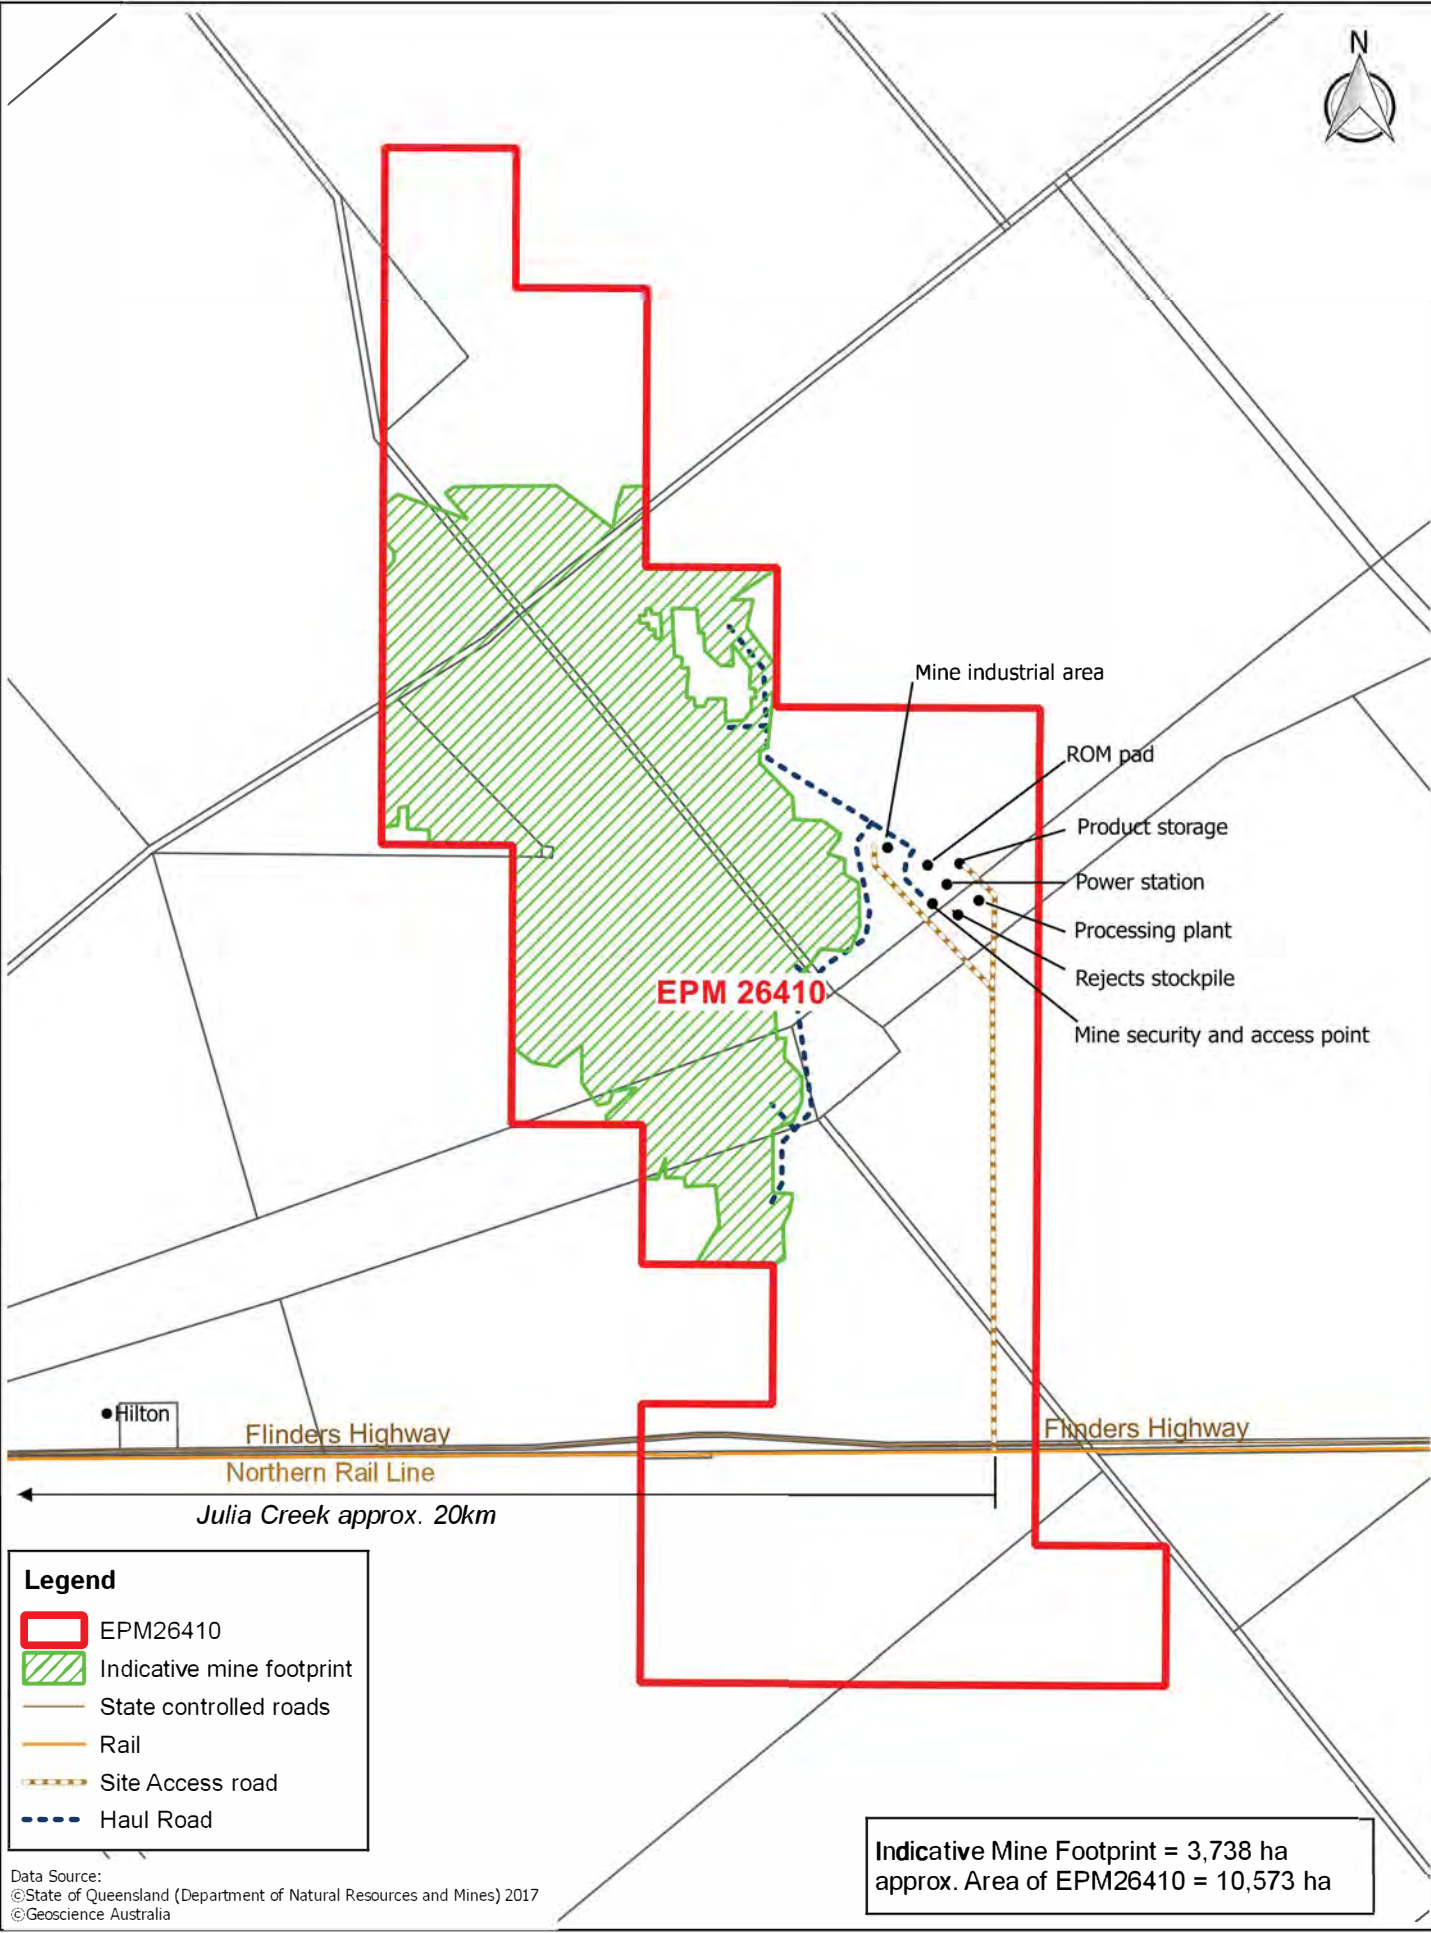 N
Mine industrial area
ROM pad
Product storage
Power station
Processing plant
Rejects stockpile
Mine security and access point
EPM 26410
Hilton
Flinders Highway
Flinders Highway
Northern Rail Line
Julia Creek approx. 20km
Legend
EPM26410
Indicative mine footprint
State controlled roads
Rail
Site Access road
Haul Road
Data Source:
©State of Queensland (Department of Natural Resources and Mines) 2017
©Geoscience Australia
Indicative Mine Footprint = 3,738 ha
approx. Area of EPM26410 = 10,573 ha